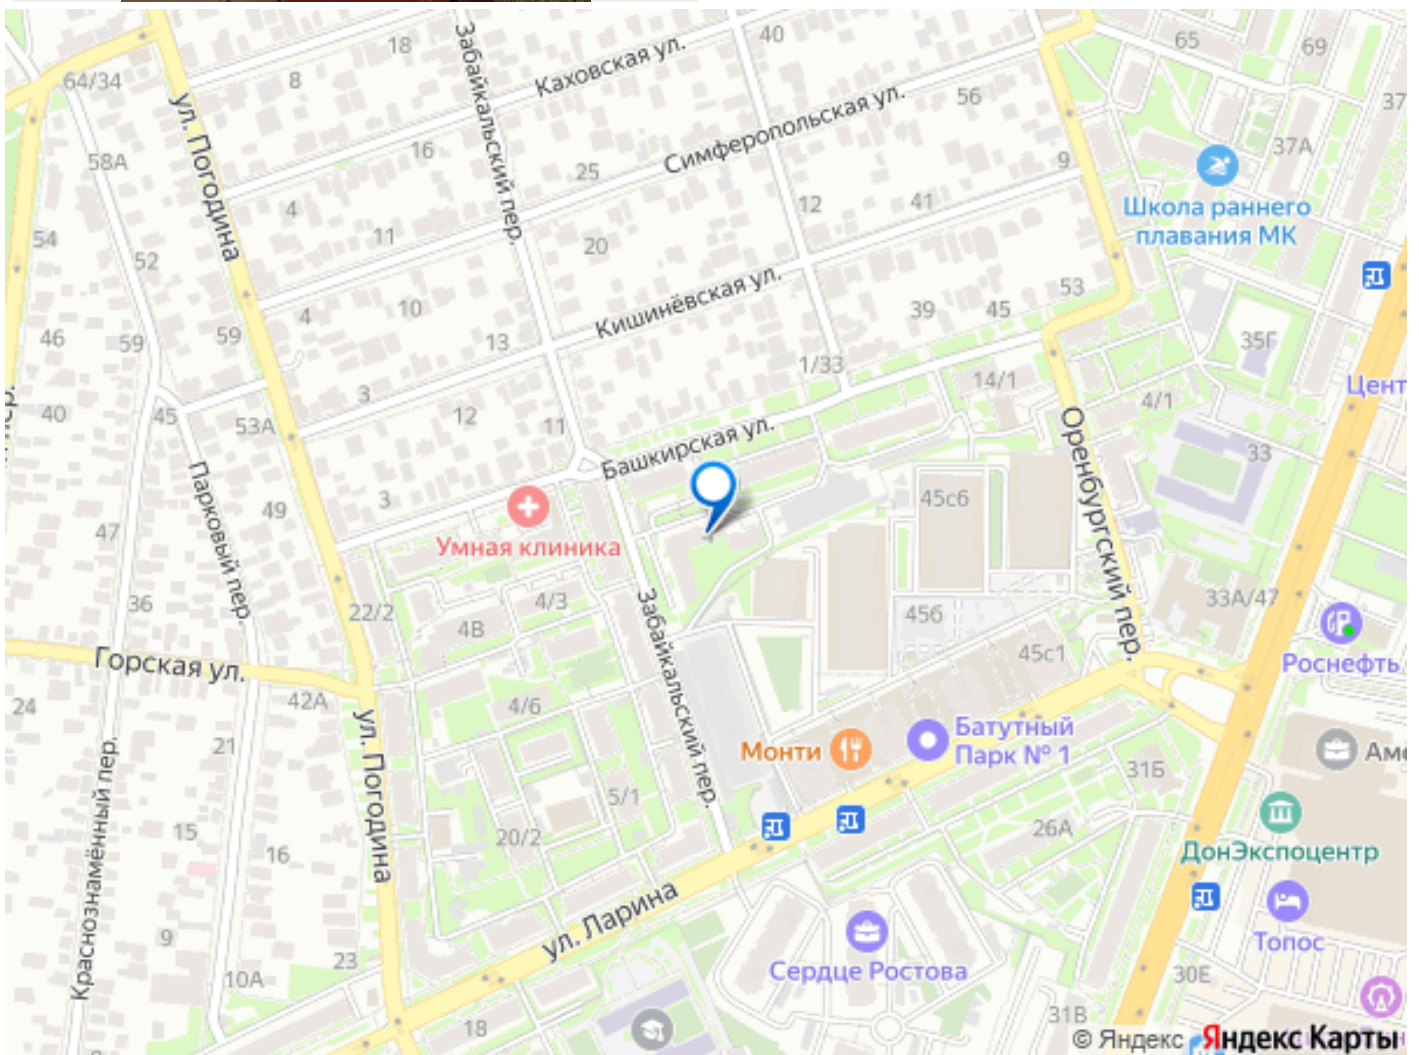 18
40
65
69
64/34
8
Каховская ул.
Забайкальский пер.
56
37
ул. Погодина
Симферопольская ул.
16
58А
25
9
37А
4
12
41
Школа раннего
плавания МК
54
11
20
52
10
Кишинёвская ул.
53
4
39
45
46
59
59
13
35Г
1/33
3
14/1
Цент
40
45
53А
12
11
4/1
Башкирская ул.
Оренбургский пер.
33
Парковый пер.
3
49
45с6
47
Умная клиника
36
22/2
4/3
4В
Забайкальский пер.
456
33А/47
45с1
Роснефть
Горская ул.
42А
24
4/6
21
ул. Погодина
Монти
Батутный
Парк № 1
Аме
31Б
Краснознамённый пер.
5/1
15
16
20/2
26А
ДонЭкспоцентр
ул. Ларина
9
23
10А
Сердце Ростова
Топос
30Е
18
31В
© Яндекс Яндекс Карты